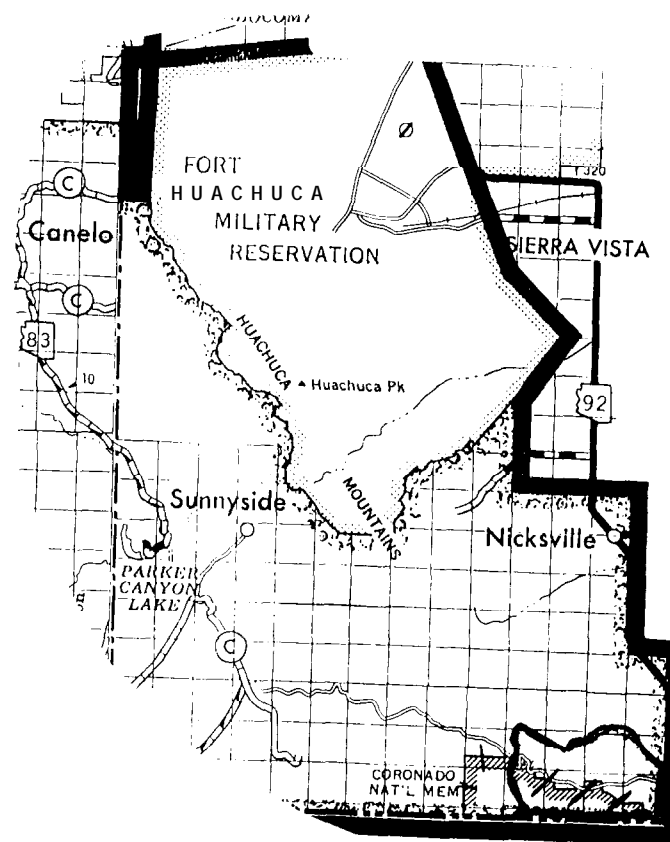 FORT
HUACHUCA
MILITARY
RESERVATION
C
Canelo
SIERRA VISTA
C
83
10
HUACHUCA
Huachuca Pk
92
Sunnyside
MOUNTAINS
Nicksville
PARKER
CANYON
LAKE
C
CORONADO
NAT'L MEM